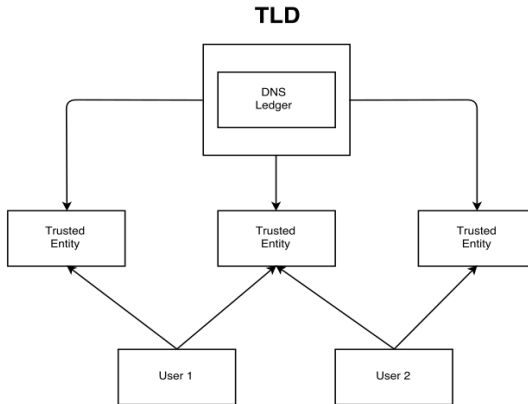 TLD
DNS
Ledger
Trusted
Entity
Trusted
Entity
Trusted
Entity
User 1
User 2